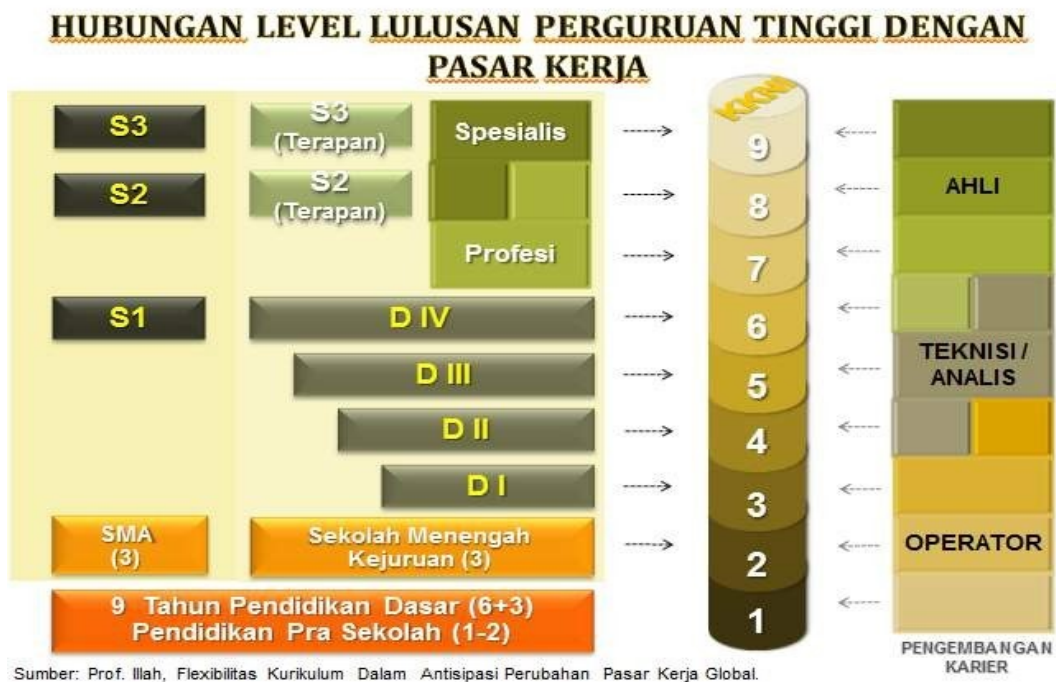 HUBUNGAN LEVEL LULUSAN PERGURUAN TINGGI DENGAN
PASAR KERJA
S3
S3
(Terapan)
Spesialis
KKNI
9
S2
S2
(Terapan)
8
AHLI
Profesi
7
S1
D IV
6
D III
5
TEKNISI /
ANALIS
D II
4
D I
3
SMA
(3)
Sekolah Menengah
Kejuruan (3)
2
OPERATOR
9 Tahun Pendidikan Dasar (6+3)
Pendidikan Pra Sekolah (1-2)
1
PENGEMBANGAN
KARIER
Sumber: Prof. Illah, Flexibilitas Kurikulum Dalam Antisipasi Perubahan Pasar Kerja Global.